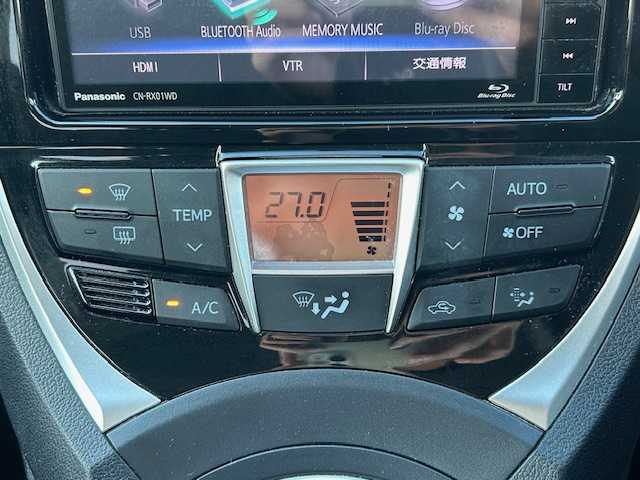 USB BLUETOOTH Audio MEMORY MUSIC Blu-ray Disc
HDMI VTR 交通情報
Panasonic CN-RX01WD Blu-ray Disc TILT
TEMP 27.0 AUTO
OFF
A/C